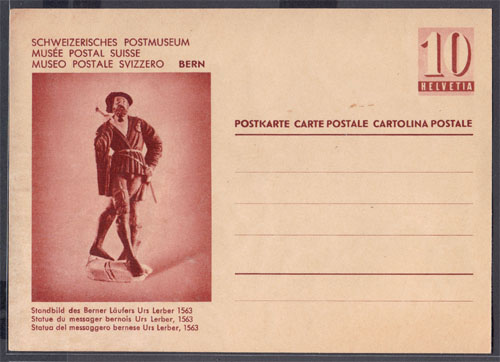 SCHWEIZERISCHES POSTMUSEUM
MUSÉE POSTAL SUISSE
MUSEO POSTALE SVIZZERO BERN
10
HELVETIA
POSTKARTE CARTE POSTALE CARTOLINA POSTALE
Standbild des Berner Läufers Urs Lerber 1563
Statue du messager bernois Urs Lerber, 1563
Statua del messaggero bernese Urs Lerber, 1563